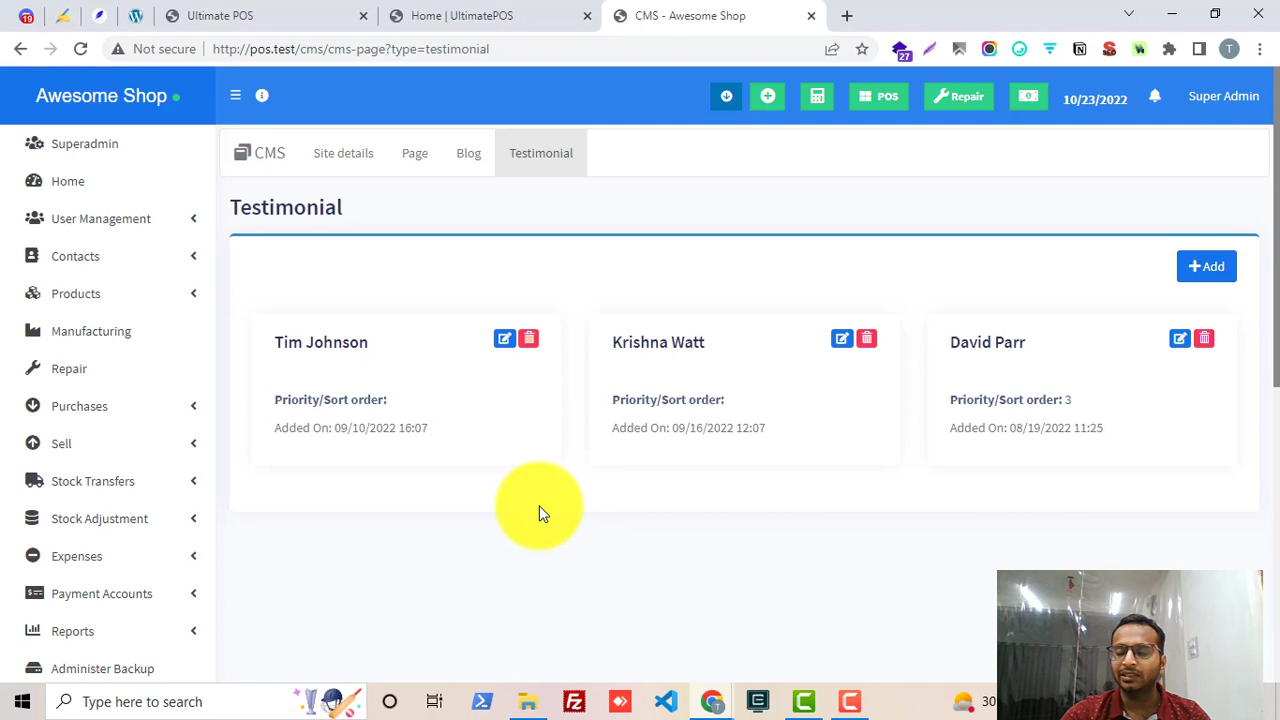 19
Ultimate POS
Home | UltimatePOS
CMS - Awesome Shop
Not secure
http://pos.test/cms/cms-page?type=testimonial
27
T
Awesome Shop
POS
Repair
10/23/2022
Super Admin
Superadmin
Home
User Management
Contacts
Products
Manufacturing
Repair
Purchases
Sell
Stock Transfers
Stock Adjustment
Expenses
Payment Accounts
Reports
Administer Backup
CMS
Site details
Page
Blog
Testimonial
Testimonial
+ Add
Tim Johnson
Priority/Sort order:
Added On: 09/10/2022 16:07
Krishna Watt
Priority/Sort order:
Added On: 09/16/2022 12:07
David Parr
Priority/Sort order: 3
Added On: 08/19/2022 11:25
Type here to search
30